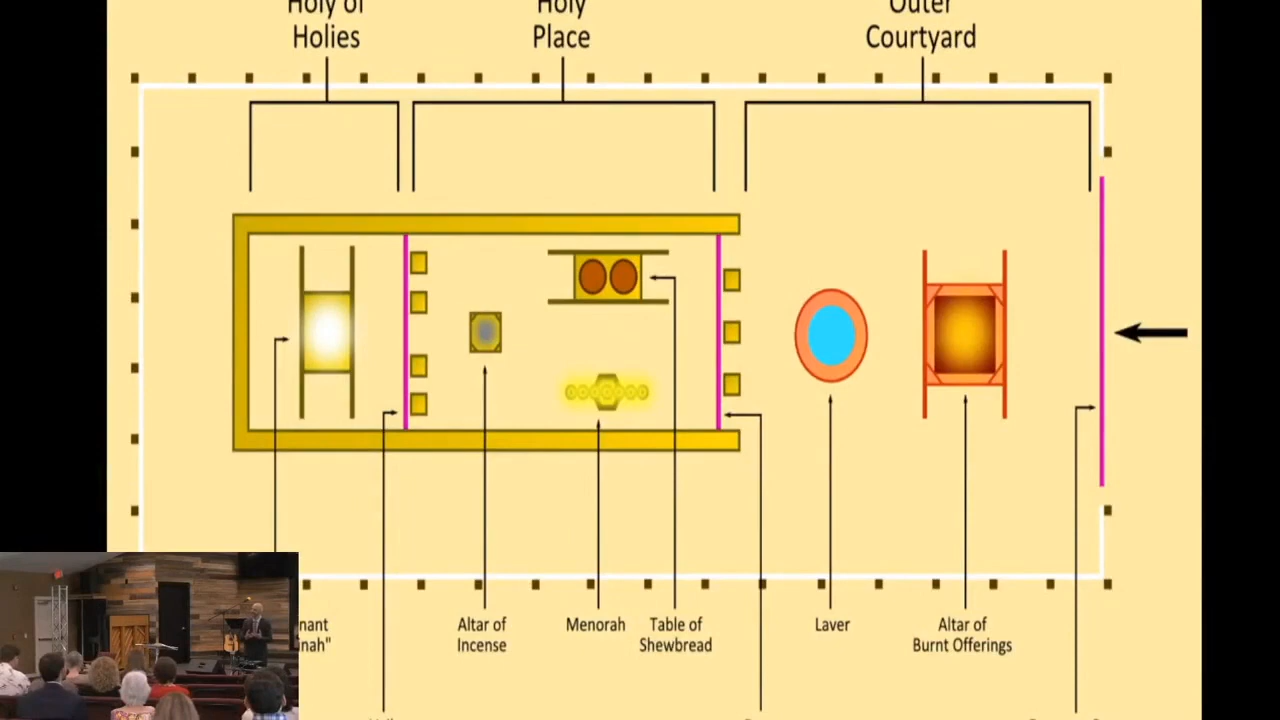 Holy of
Holies
Holy
Place
Outer
Courtyard
Altar of
Incense
Menorah
Table of
Shewbread
Laver
Altar of
Burnt Offerings